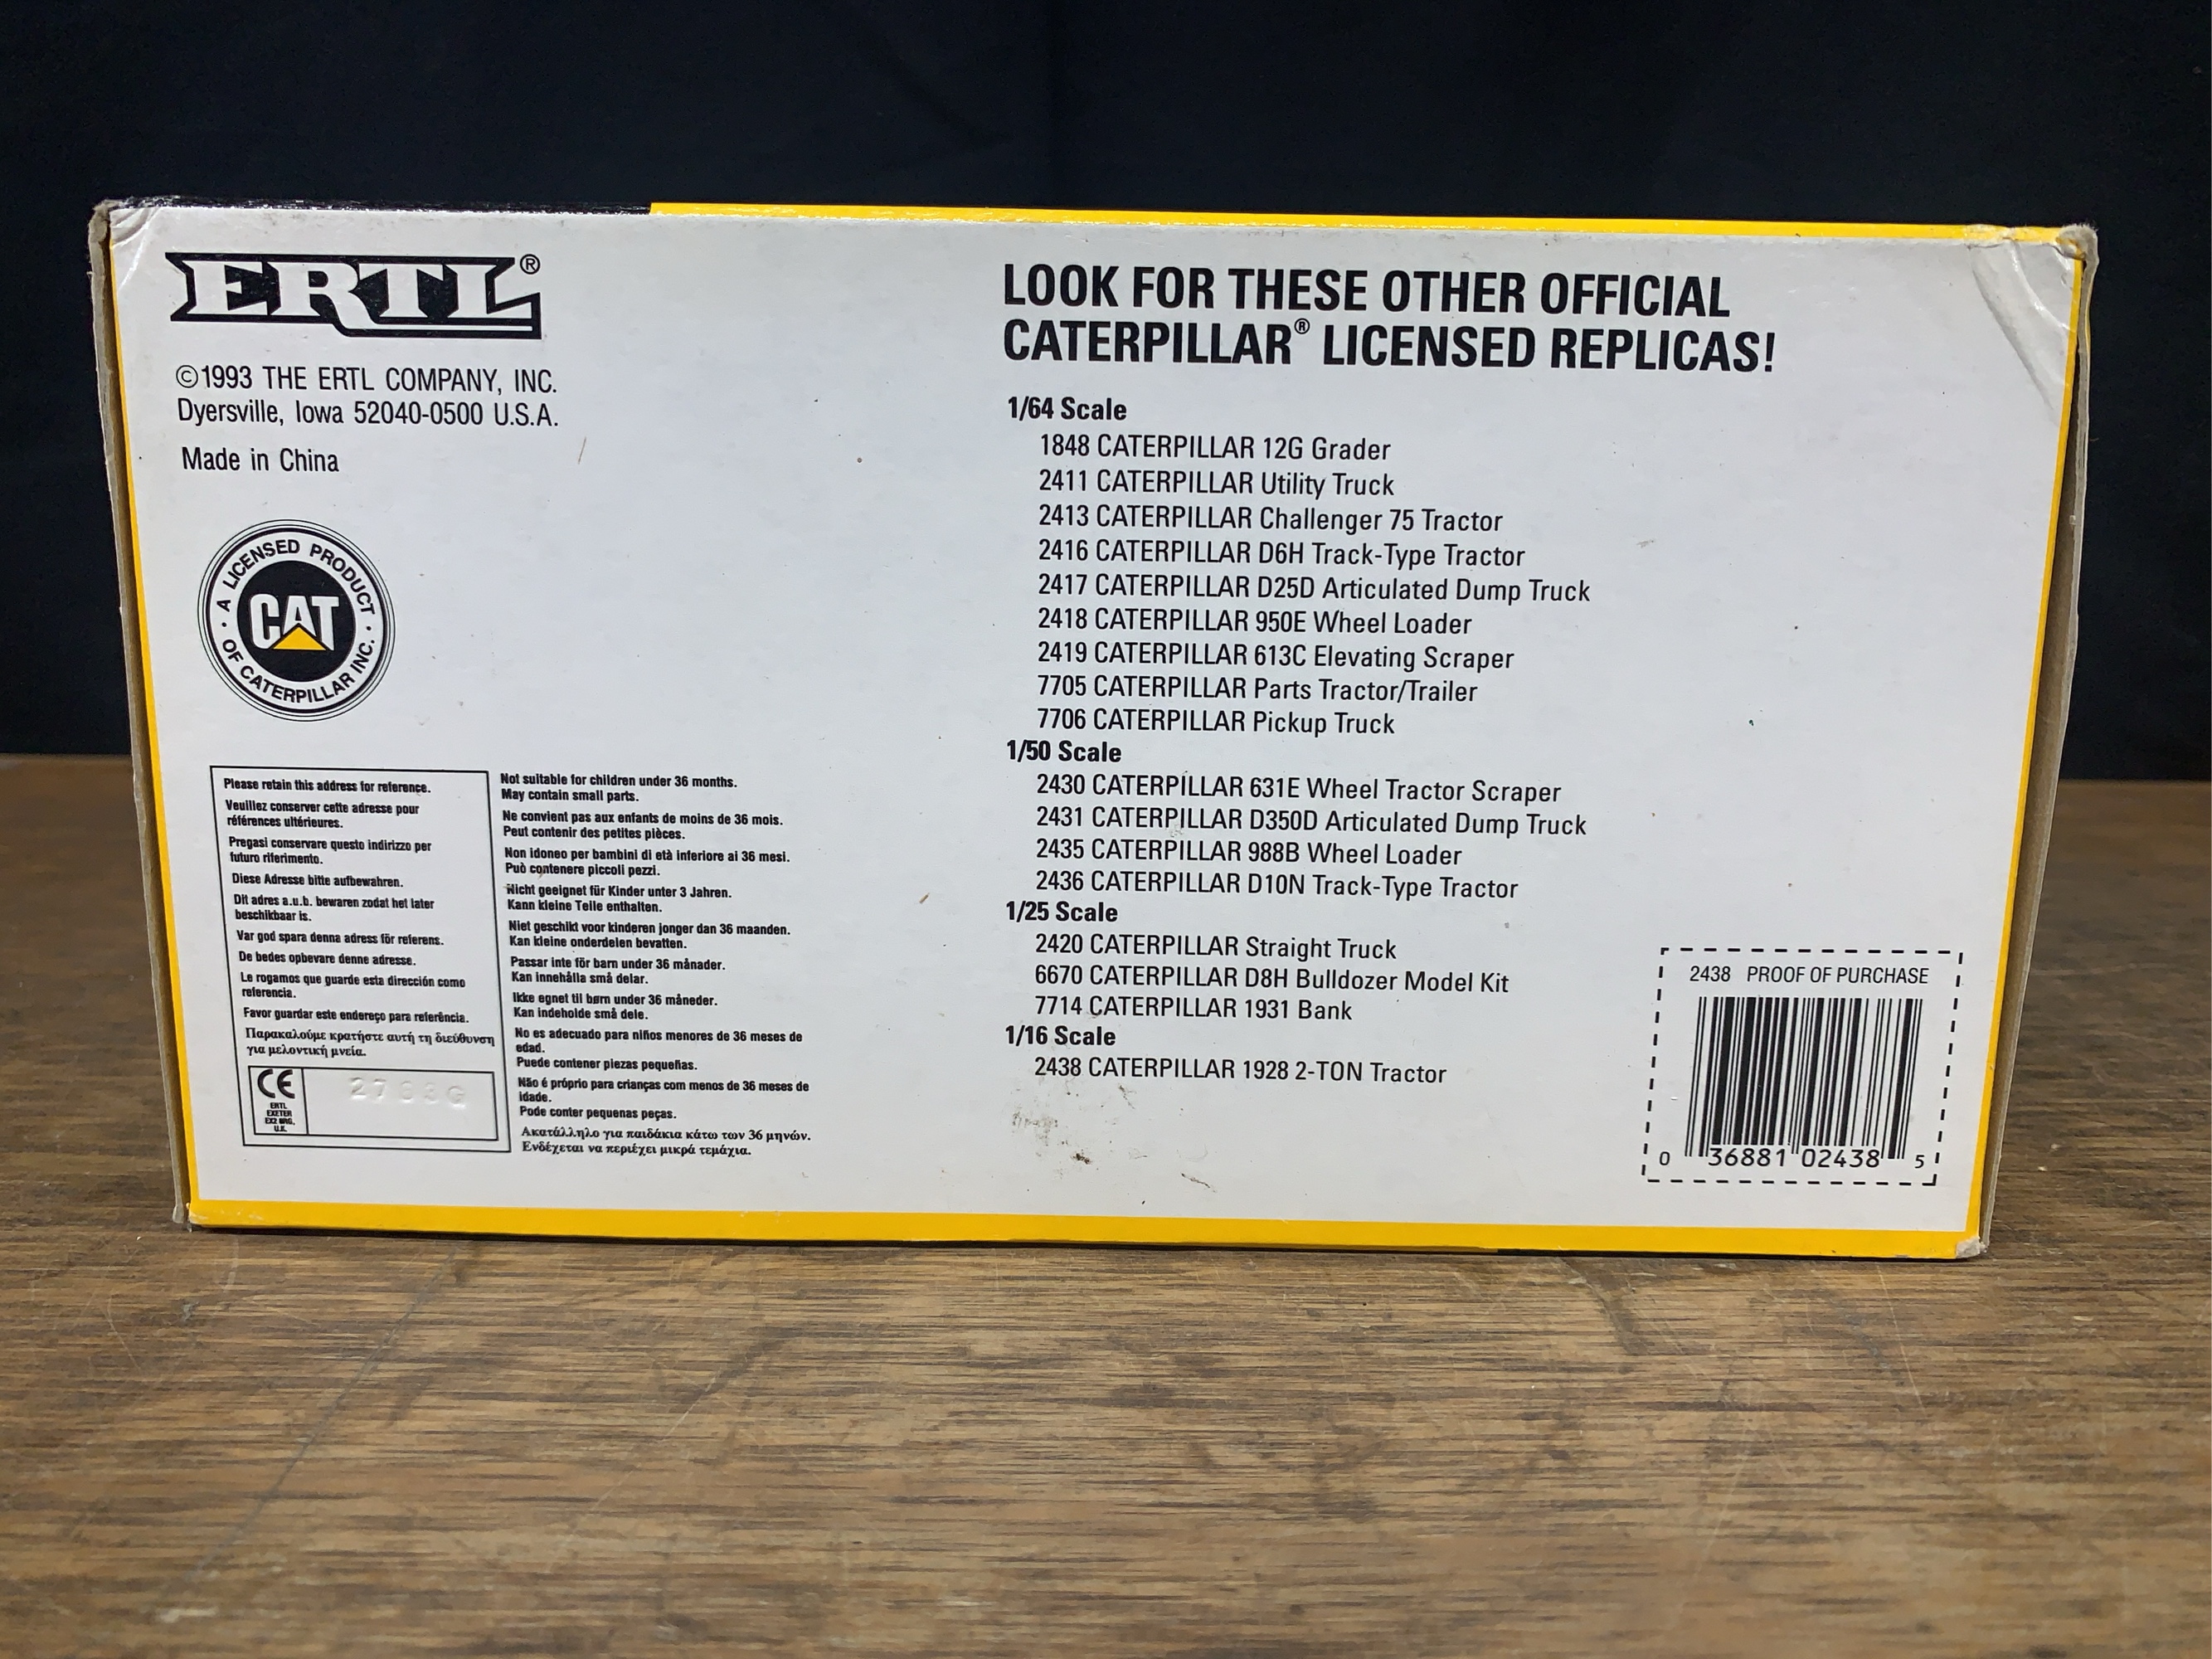 ERTL®
©1993 THE ERTL COMPANY, INC.
Dyersville, Iowa 52040-0500 U.S.A.
Made in China
A LICENSED PRODUCT
CAT
OF CATERPILLAR INC.
Please retain this address for reference.
Veuillez conserver cette adresse pour
références ultérieures.
Pregasi conservare questo indirizzo per
futuro riferimento.
Diese Adresse bitte aufbewahren.
Dit adres a.u.b. bewaren zodat het later
beschikbaar is.
Var god spara denna adress för referens.
De bedes opbevare denne adresse.
Le rogamos que guarde esta dirección como
referencia.
Favor guardar este endereço para referência.
Παρακαλούμε κρατήστε αυτή τη διεύθυνση
για μελοντική μνεία.
CE
ERTL
EXETER
U.K.
Not suitable for children under 36 months.
May contain small parts.
Ne convient pas aux enfants de moins de 36 mois.
Peut contenir des petites pièces.
Non idoneo per bambini di età inferiore ai 36 mesi.
Può contenere piccoli pezzi.
Nicht geeignet für Kinder unter 3 Jahren.
Kann kleine Teile enthalten.
Niet geschikt voor kinderen jonger dan 36 maanden.
Kan kleine onderdelen bevatten.
Passar inte för barn under 36 månader.
Kan innehålla små delar.
Ikke egnet til børn under 36 måneder.
Kan indeholde små dele.
No es adecuado para niños menores de 36 meses de
edad.
Puede contener piezas pequeñas.
Não é próprio para crianças com menos de 36 meses de
idade.
Pode conter pequenas peças.
Ακατάλληλο για παιδάκια κάτω των 36 μηνών.
Ενδέχεται να περιέχει μικρά τεμάχια.
LOOK FOR THESE OTHER OFFICIAL
CATERPILLAR® LICENSED REPLICAS!
1/64 Scale
1848 CATERPILLAR 12G Grader
2411 CATERPILLAR Utility Truck
2413 CATERPILLAR Challenger 75 Tractor
2416 CATERPILLAR D6H Track-Type Tractor
2417 CATERPILLAR D25D Articulated Dump Truck
2418 CATERPILLAR 950E Wheel Loader
2419 CATERPILLAR 613C Elevating Scraper
7705 CATERPILLAR Parts Tractor/Trailer
7706 CATERPILLAR Pickup Truck
1/50 Scale
2430 CATERPILLAR 631E Wheel Tractor Scraper
2431 CATERPILLAR D350D Articulated Dump Truck
2435 CATERPILLAR 988B Wheel Loader
2436 CATERPILLAR D10N Track-Type Tractor
1/25 Scale
2420 CATERPILLAR Straight Truck
6670 CATERPILLAR D8H Bulldozer Model Kit
7714 CATERPILLAR 1931 Bank
1/16 Scale
2438 CATERPILLAR 1928 2-TON Tractor
2438 PROOF OF PURCHASE
0 36881 02438 5